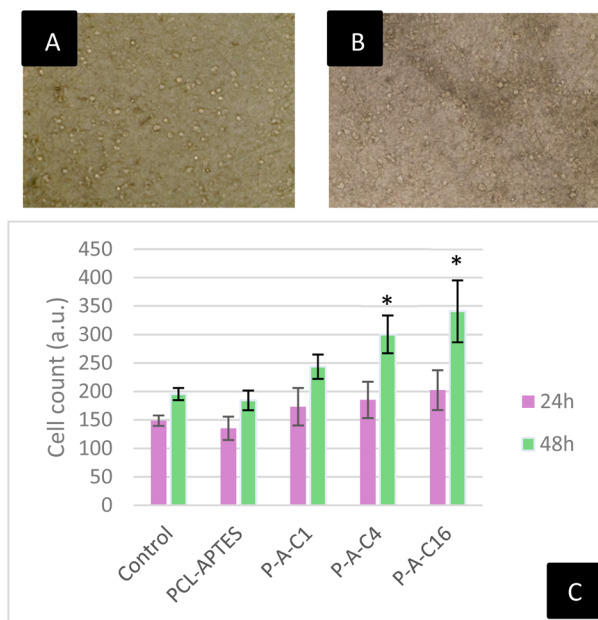 A
B
450
400
350
300
250
200
150
100
50
0
Cell count (a.u.)
*
*
Control
PCL-APTES
P-A-C1
P-A-C4
P-A-C16
24h
48h
C